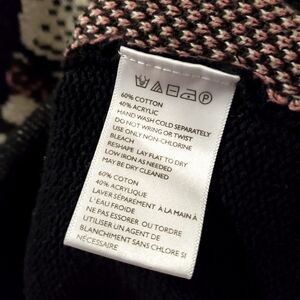 60% COTTON
40% ACRYLIC
HAND WASH COLD SEPARATELY
DO NOT WRING OR TWIST
USE ONLY NON-CHLORINE
BLEACH
RESHAPE LAY FLAT TO DRY
LOW IRON AS NEEDED
MAY BE DRY CLEANED
60% COTON
40% ACRYLIQUE
LAVER SÉPARÉMENT À LA MAIN À
L'EAU FROIDE
NE PAS ESSORER OU TORDRE
UTILISER UN AGENT DE
BLANCHIMENT SANS CHLORE SI
NÉCESSAIRE